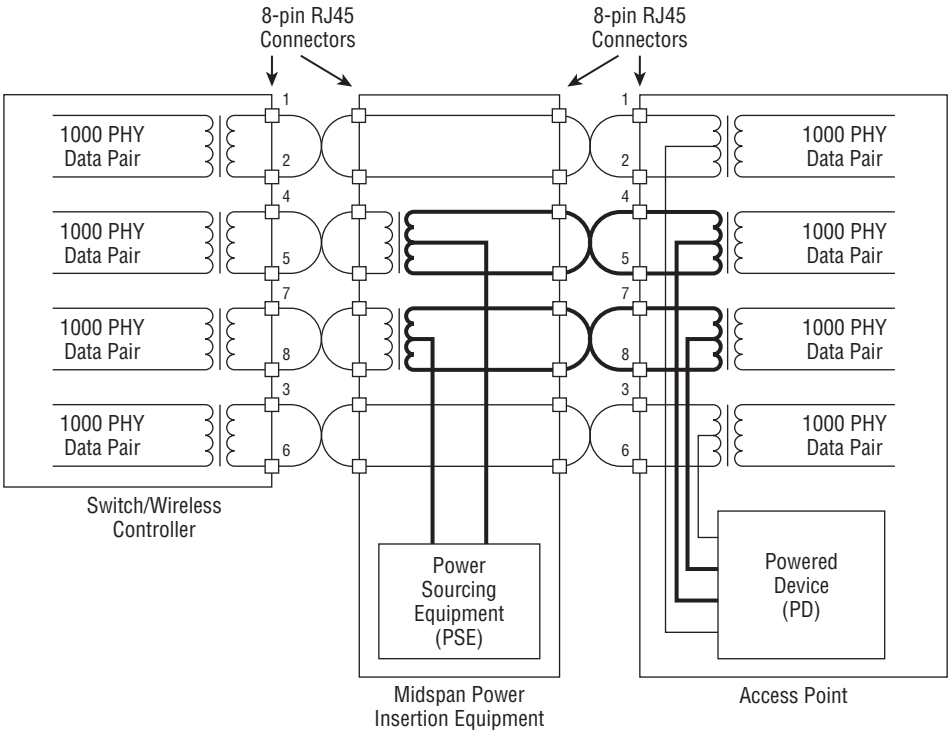 8-pin RJ45
Connectors
8-pin RJ45
Connectors
1
1
1000 PHY
Data Pair
1000 PHY
Data Pair
2
2
4
4
1000 PHY
Data Pair
1000 PHY
Data Pair
5
5
7
7
1000 PHY
Data Pair
1000 PHY
Data Pair
8
8
3
3
1000 PHY
Data Pair
1000 PHY
Data Pair
6
6
Switch/Wireless
Controller
Power
Sourcing
Equipment
(PSE)
Powered
Device
(PD)
Midspan Power
Insertion Equipment
Access Point